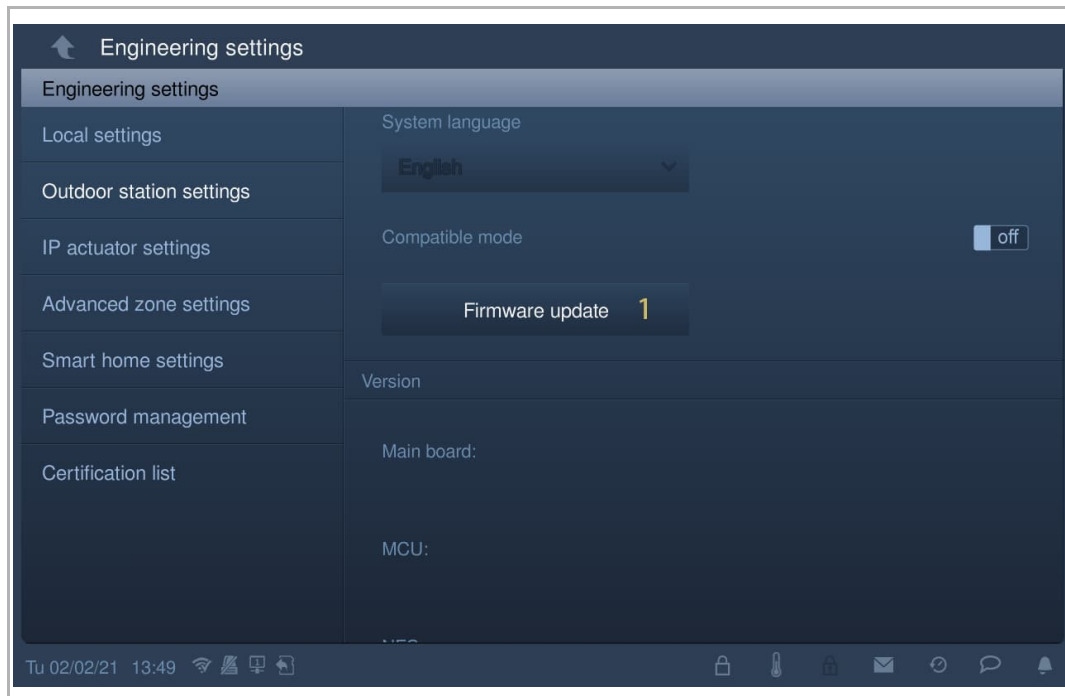 Engineering settings
Engineering settings
Local settings
Outdoor station settings
IP actuator settings
Advanced zone settings
Smart home settings
Password management
Certification list
System language
English
Compatible mode
off
Firmware update 1
Version
Main board:
MCU:
Tu 02/02/21 13:49